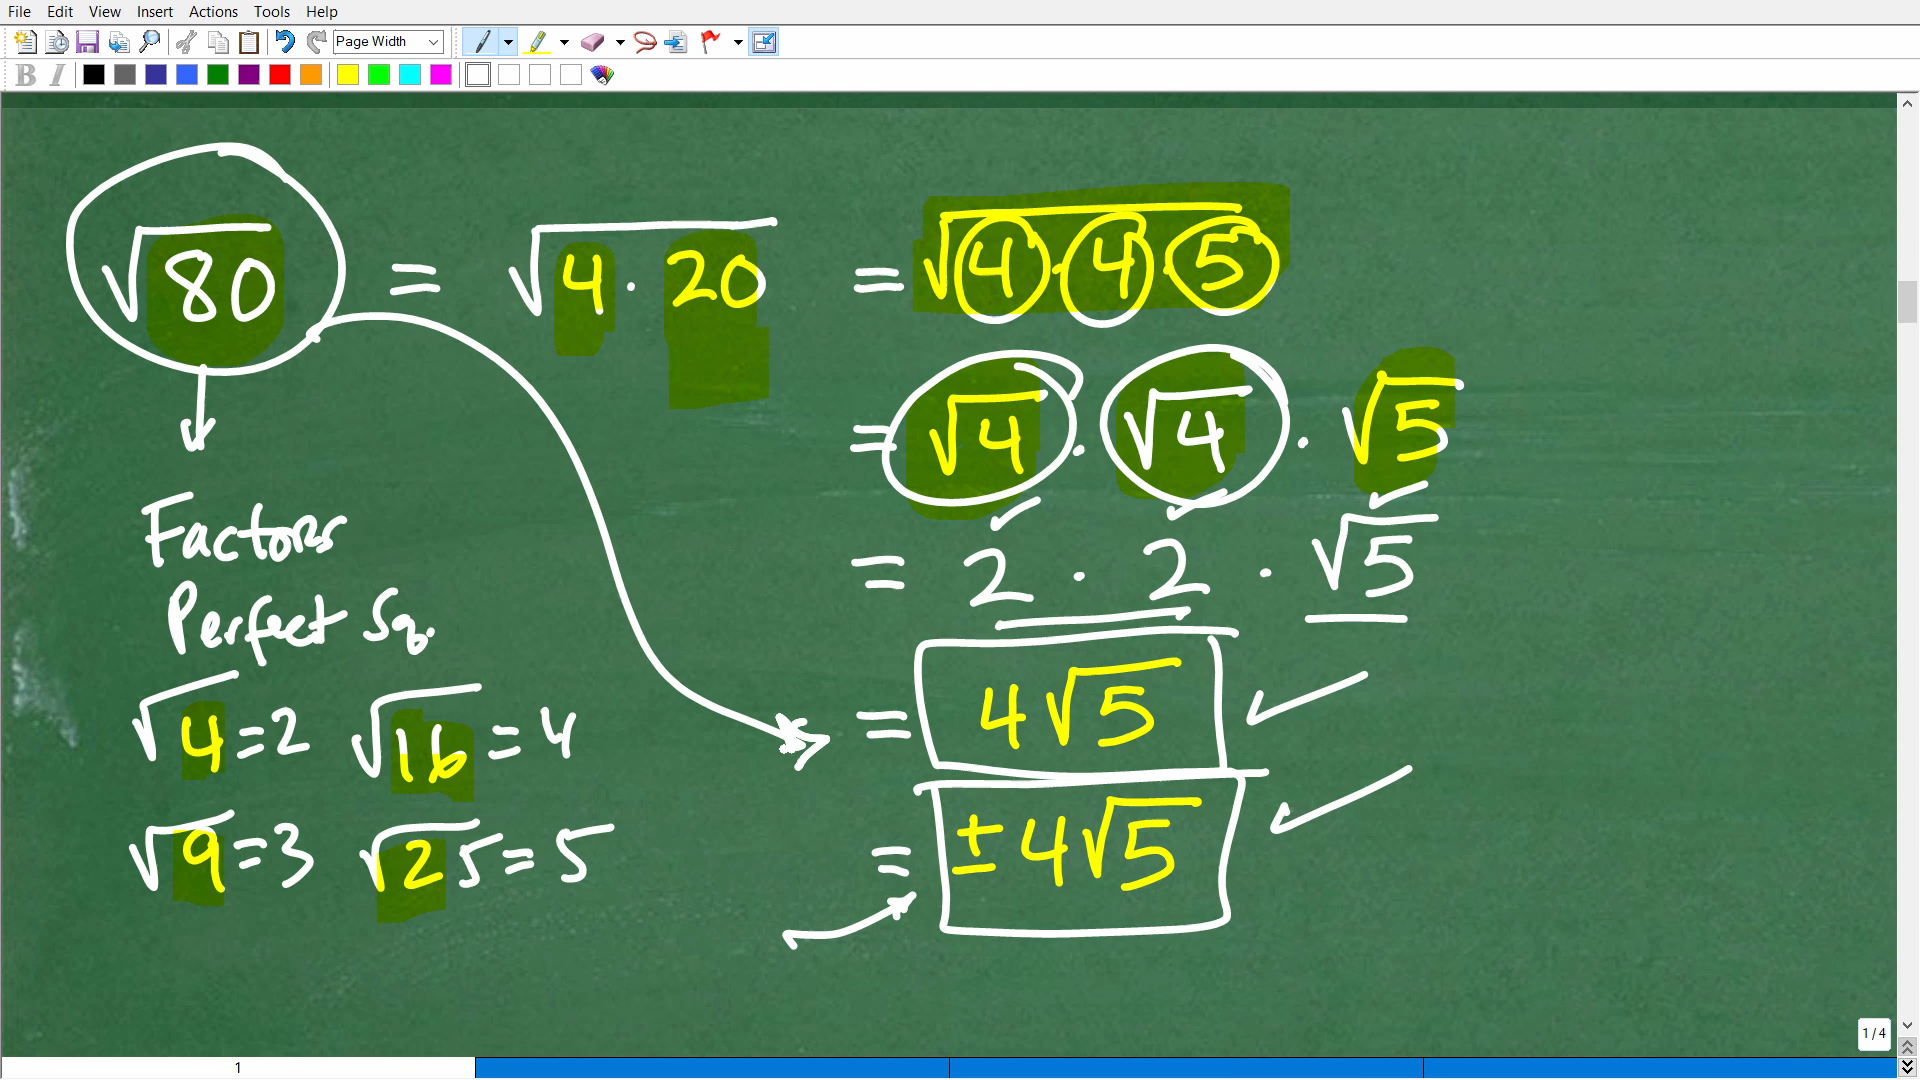 File Edit View Insert Actions Tools Help
Page Width
B I
√80 = √4 · 20 = √4 · 4 · 5
= √4 · √4 · √5
= 2 · 2 · √5
= 4√5
= ± 4√5
Factors
Perfect Sq.
√4 = 2 √16 = 4
√9 = 3 √25 = 5
1 / 4
1